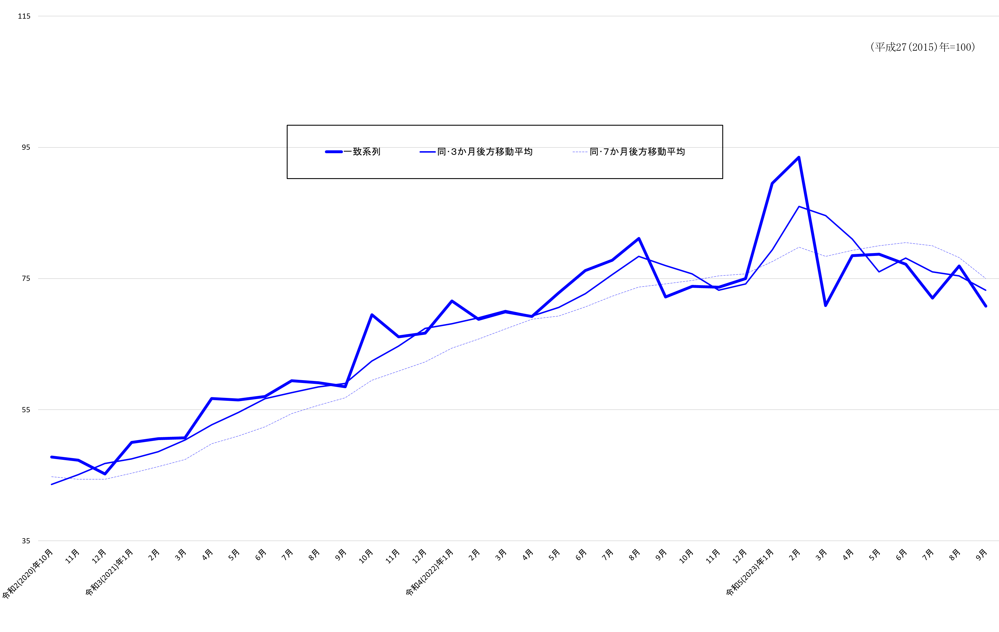 115
(平成27(2015)年=100)
95
一致系列 同･３か月後方移動平均 同･７か月後方移動平均
75
55
35
令和2(2020)年10月
11月
12月
令和3(2021)年1月
2月
3月
4月
5月
6月
7月
8月
9月
10月
11月
12月
令和4(2022)年1月
2月
3月
4月
5月
6月
7月
8月
9月
10月
11月
12月
令和5(2023)年1月
2月
3月
4月
5月
6月
7月
8月
9月